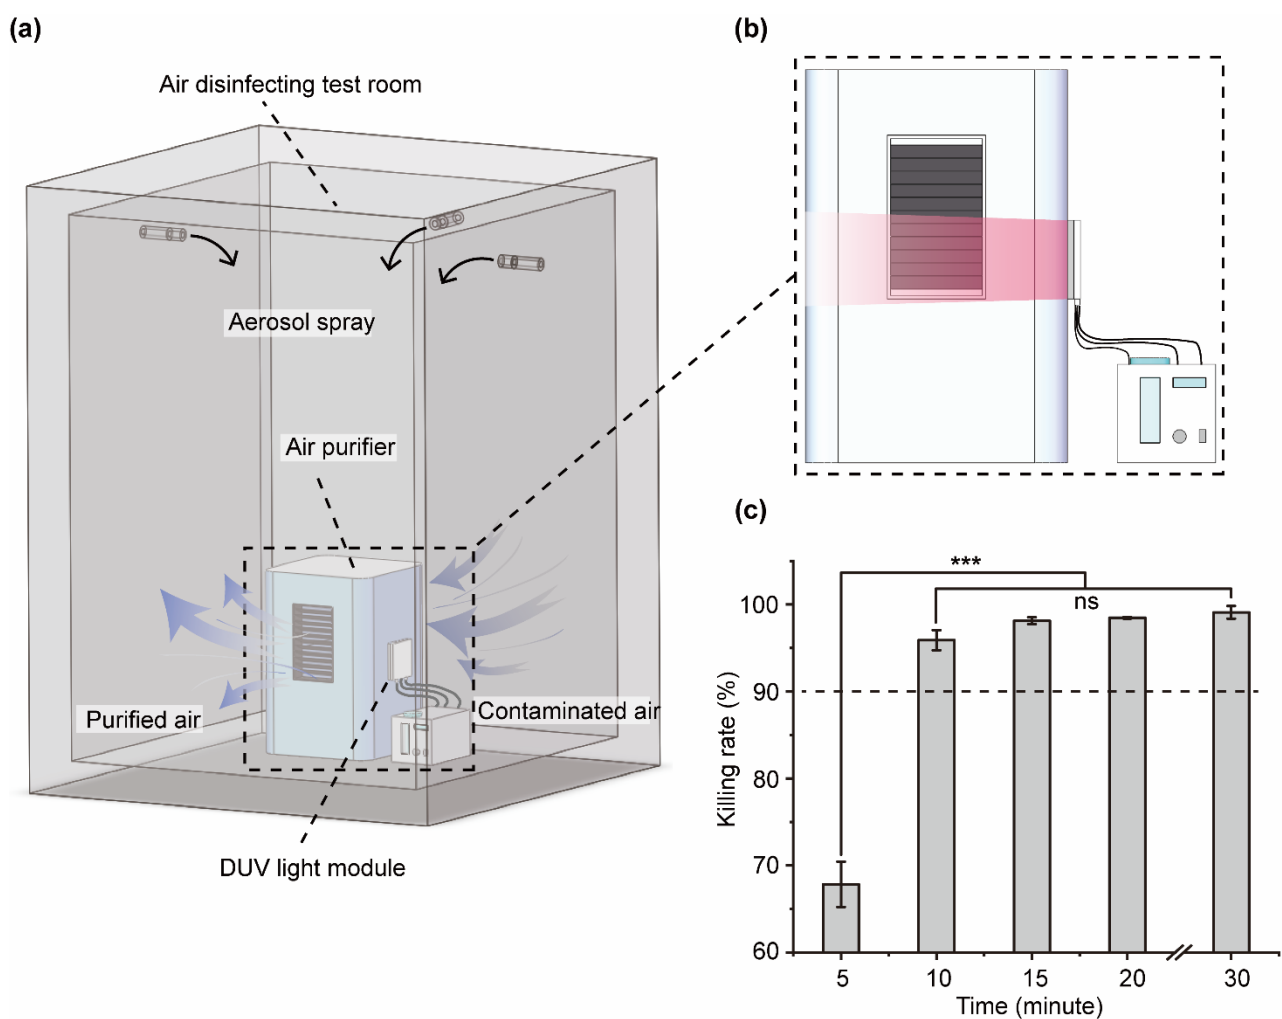 (a)
Air disinfecting test room
Aerosol spray
Air purifier
Purified air
Contaminated air
DUV light module
(b)
(c)
***
ns
100
90
80
70
60
Killing rate (%)
5 10 15 20 30
Time (minute)